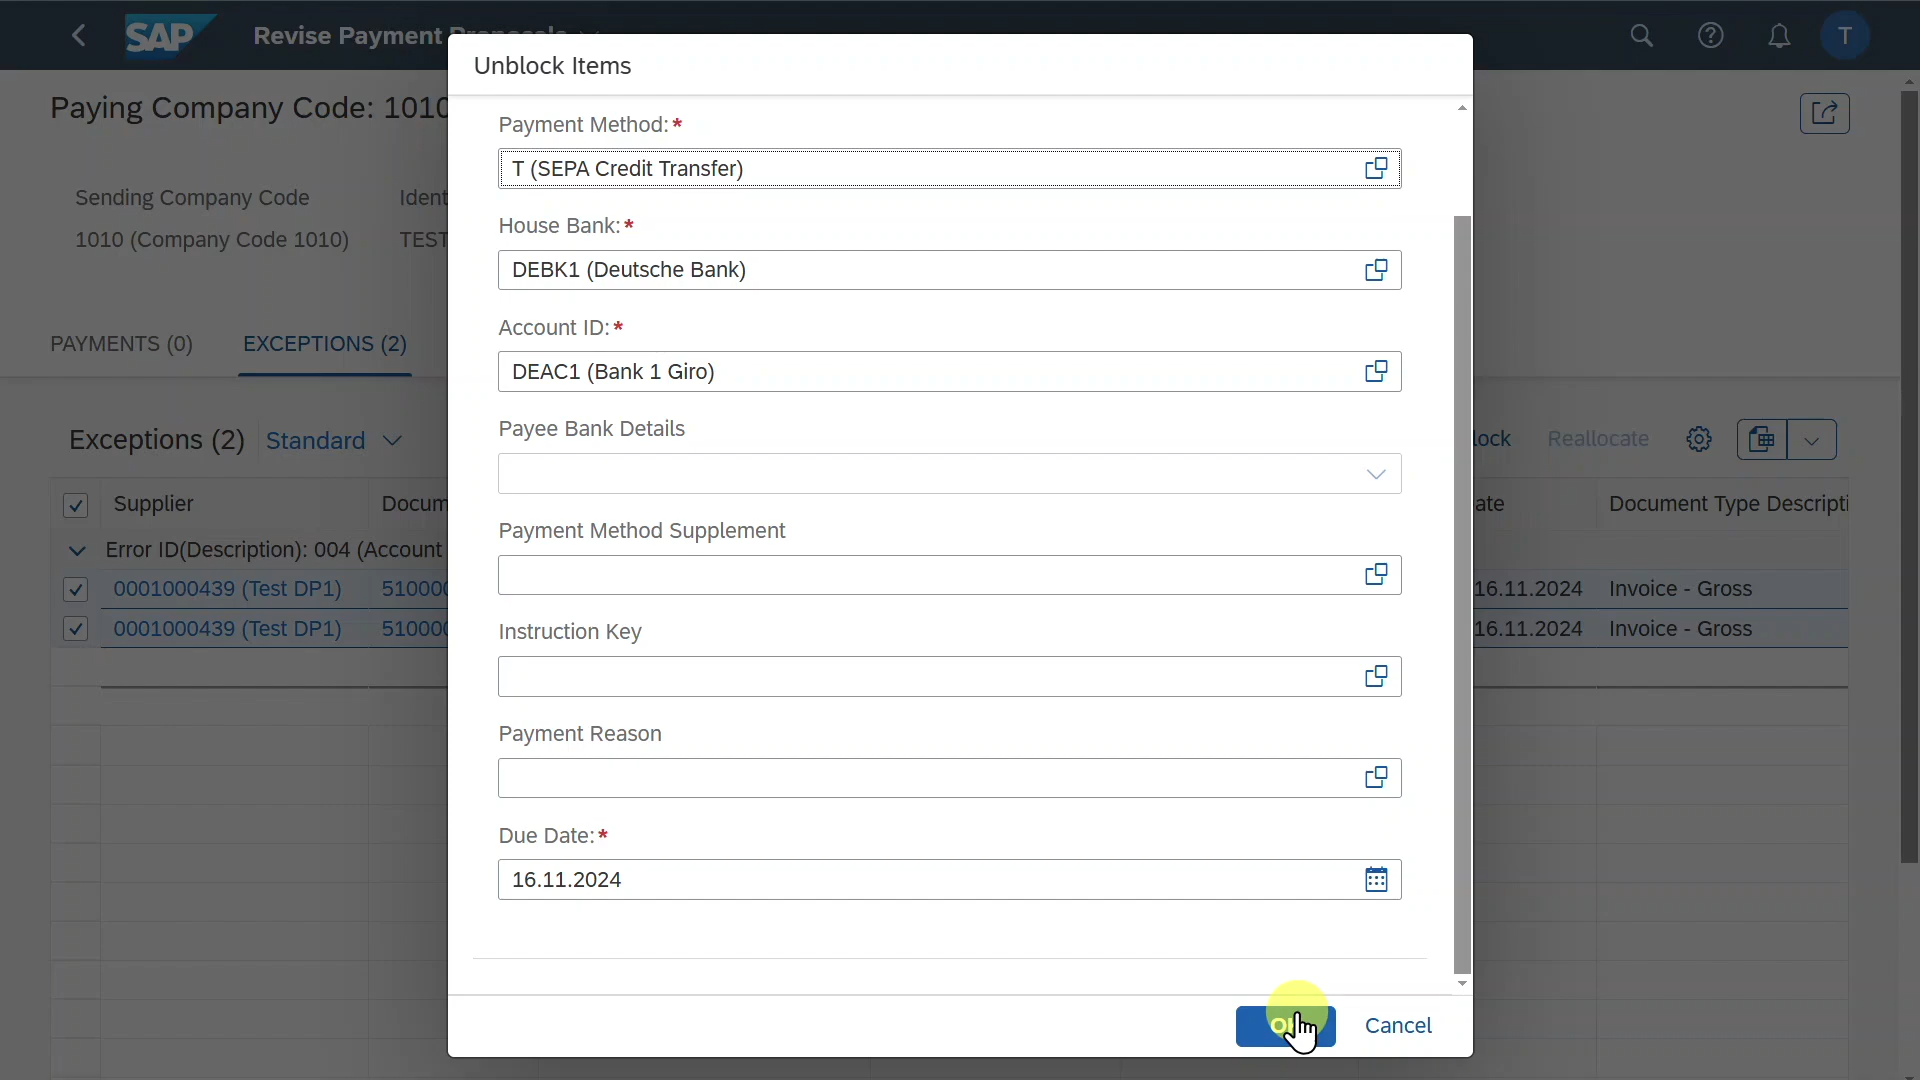 SAP Revise Payment Proposals
T
Unblock Items
Paying Company Code: 1010
Sending Company Code
Ident
1010 (Company Code 1010)
TEST
PAYMENTS (0)
EXCEPTIONS (2)
Payment Method:*
T (SEPA Credit Transfer)
House Bank:*
DEBK1 (Deutsche Bank)
Account ID:*
DEAC1 (Bank 1 Giro)
Payee Bank Details
Payment Method Supplement
Instruction Key
Payment Reason
Due Date:*
16.11.2024
Exceptions (2) Standard
lock
Reallocate
Supplier
Docum
ate
Document Type Descripti
Error ID(Description): 004 (Account
0001000439 (Test DP1) 510000
16.11.2024 Invoice - Gross
0001000439 (Test DP1) 510000
16.11.2024 Invoice - Gross
Cancel